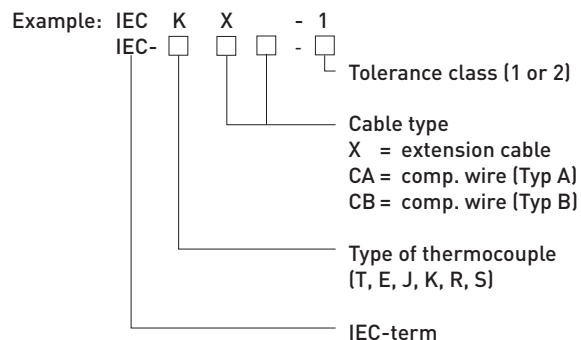 Example: IEC K X - 1
IEC- -
Tolerance class (1 or 2)
Cable type
X = extension cable
CA = comp. wire (Typ A)
CB = comp. wire (Typ B)
Type of thermocouple
(T, E, J, K, R, S)
IEC-term